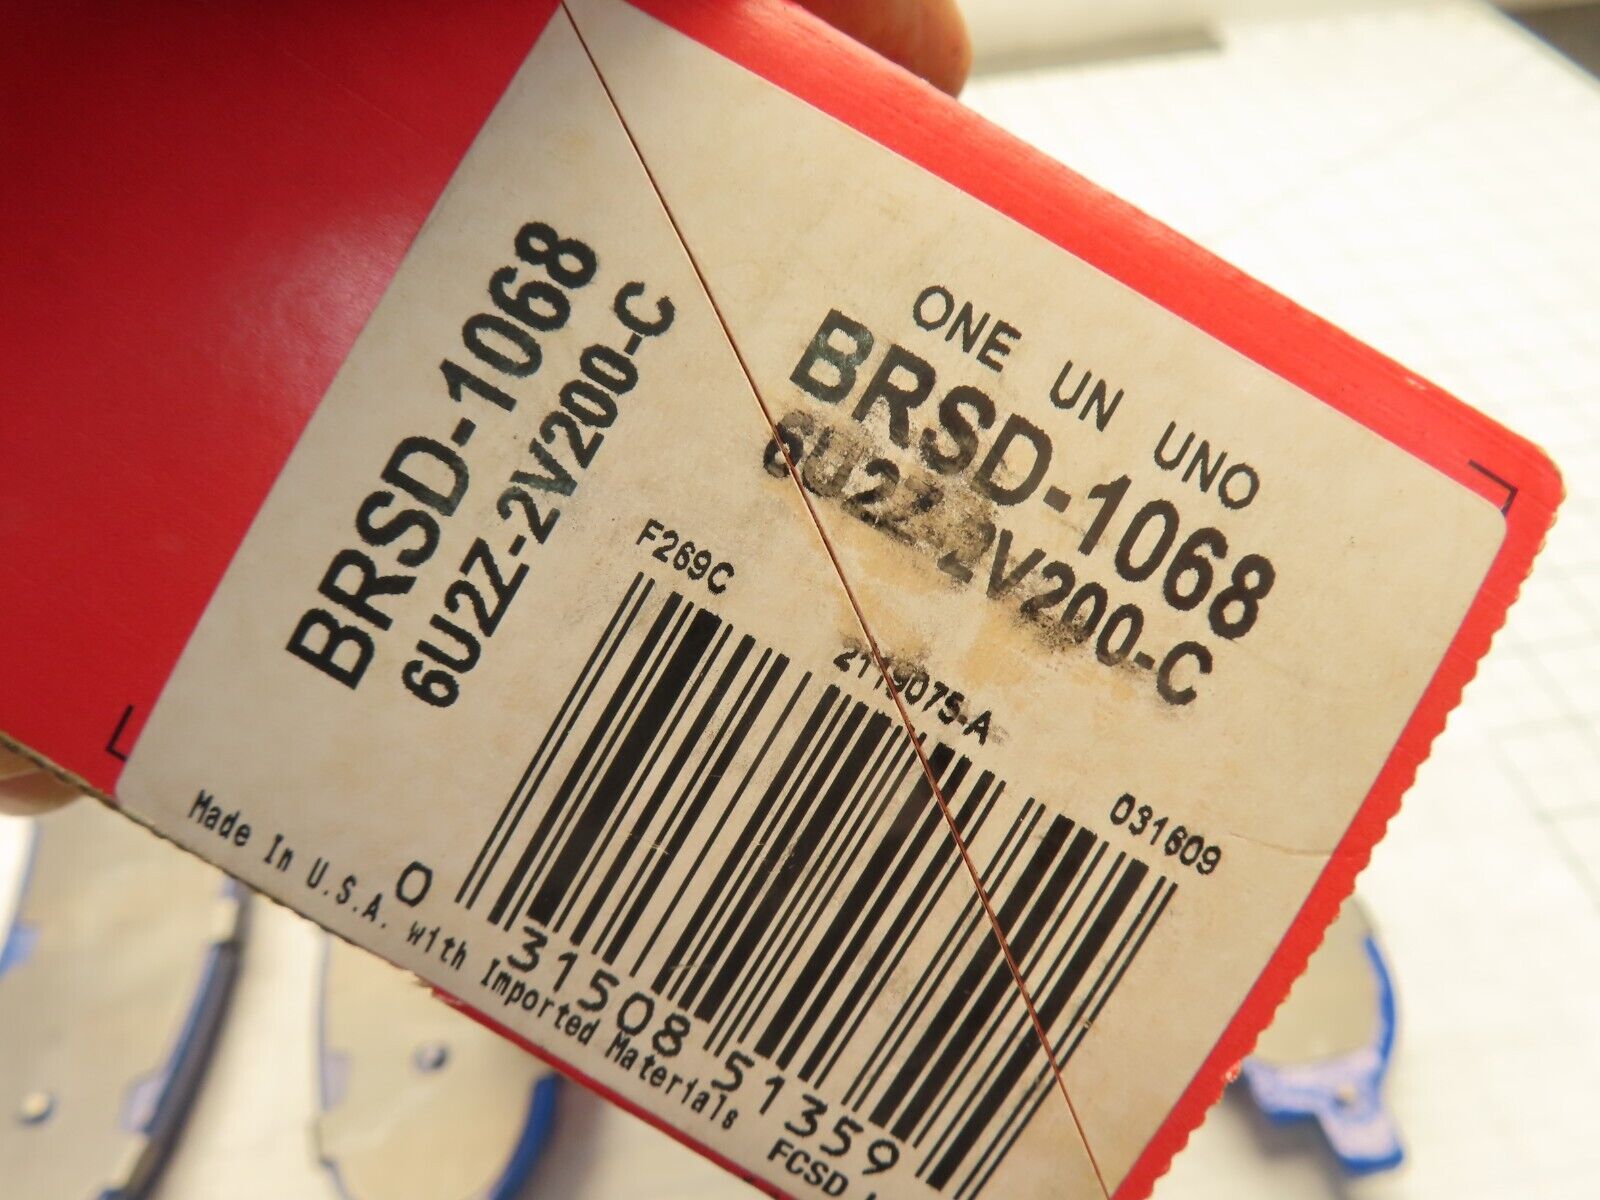 BRSD-1068
6U2Z-2V200-C
ONE UN UNO
BRSD-1068
6U2Z-2V200-C
F269C
2119075-A
031609
0 31508 51359
Made In U.S.A. with Imported Materials
FCSD